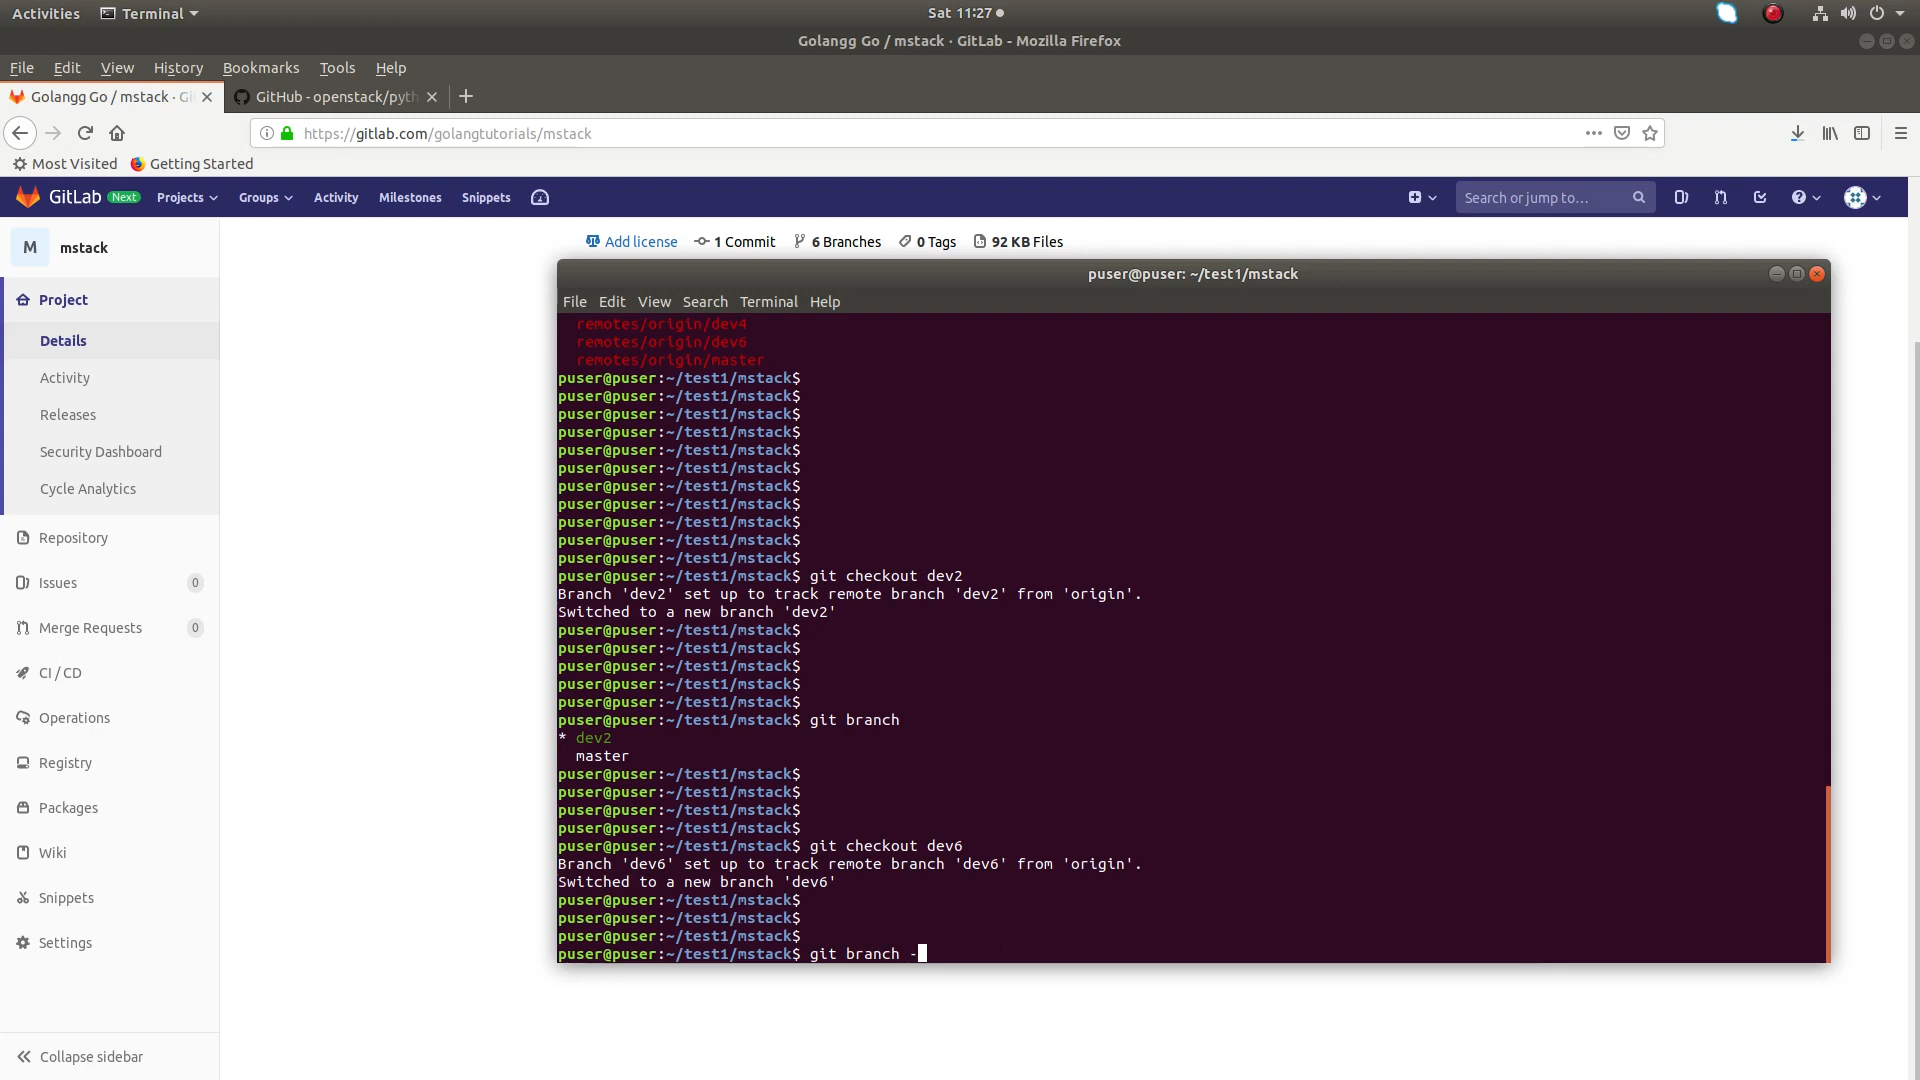 Activities Terminal Sat 11:27
Golangg Go / mstack · GitLab - Mozilla Firefox
File Edit View History Bookmarks Tools Help
Golangg Go / mstack · Gi GitHub - openstack/pyth
https://gitlab.com/golangtutorials/mstack
Most Visited Getting Started
GitLab Next Projects Groups Activity Milestones Snippets Search or jump to…
M mstack
Project
Details
Activity
Releases
Security Dashboard
Cycle Analytics
Repository
Issues 0
Merge Requests 0
CI / CD
Operations
Registry
Packages
Wiki
Snippets
Settings
Collapse sidebar
Add license 1 Commit 6 Branches 0 Tags 92 KB Files
puser@puser: ~/test1/mstack
File Edit View Search Terminal Help
remotes/origin/dev4
remotes/origin/dev6
remotes/origin/master
puser@puser:~/test1/mstack$
puser@puser:~/test1/mstack$
puser@puser:~/test1/mstack$
puser@puser:~/test1/mstack$
puser@puser:~/test1/mstack$
puser@puser:~/test1/mstack$
puser@puser:~/test1/mstack$
puser@puser:~/test1/mstack$
puser@puser:~/test1/mstack$
puser@puser:~/test1/mstack$
puser@puser:~/test1/mstack$
puser@puser:~/test1/mstack$ git checkout dev2
Branch 'dev2' set up to track remote branch 'dev2' from 'origin'.
Switched to a new branch 'dev2'
puser@puser:~/test1/mstack$
puser@puser:~/test1/mstack$
puser@puser:~/test1/mstack$
puser@puser:~/test1/mstack$
puser@puser:~/test1/mstack$
puser@puser:~/test1/mstack$ git branch
* dev2
master
puser@puser:~/test1/mstack$
puser@puser:~/test1/mstack$
puser@puser:~/test1/mstack$
puser@puser:~/test1/mstack$
puser@puser:~/test1/mstack$ git checkout dev6
Branch 'dev6' set up to track remote branch 'dev6' from 'origin'.
Switched to a new branch 'dev6'
puser@puser:~/test1/mstack$
puser@puser:~/test1/mstack$
puser@puser:~/test1/mstack$
puser@puser:~/test1/mstack$ git branch -